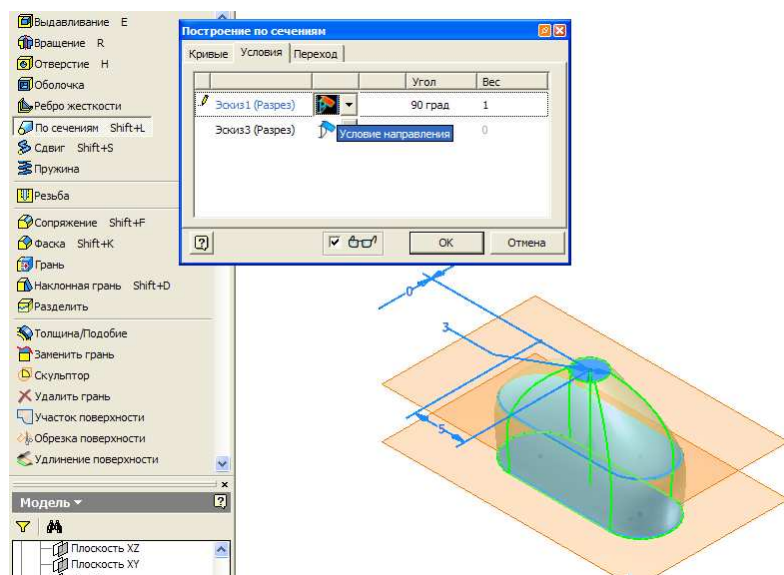 Выдавливание E
Вращение R
Отверстие H
Оболочка
Ребро жесткости
По сечениям Shift+L
Сдвиг Shift+S
Пружина
Резьба
Сопряжение Shift+F
Фаска Shift+K
Грань
Наклонная грань Shift+D
Разделить
Толщина/Подобие
Заменить грань
Скульптор
Удалить грань
Участок поверхности
Обрезка поверхности
Удлинение поверхности
Модель
Плоскость XZ
Плоскость XY
Построение по сечениям
Кривые Условия Переход
Угол Вес
Эскиз1 (Разрез) 90 град 1
Эскиз3 (Разрез) 0
Условие направления
OK Отмена
0
3
5